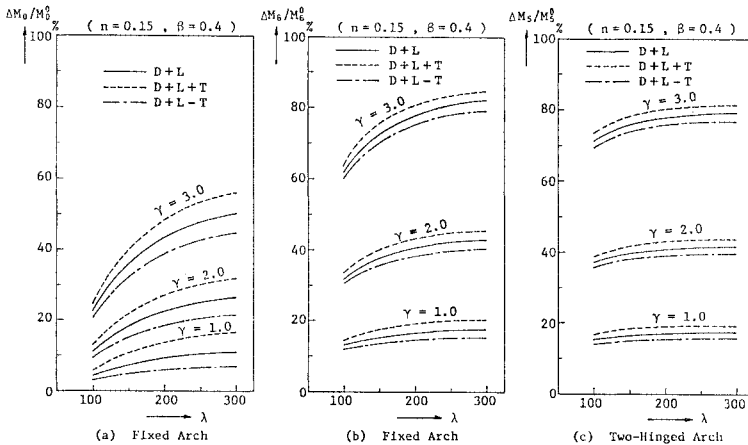 ΔM₀/M₀⁰
% ( n=0.15 , β=0.4 )
100
80
60
40
20
0
D+L
D+L+T
D+L-T
γ = 3.0
γ = 2.0
γ = 1.0
100 200 300
λ
(a) Fixed Arch
ΔM₆/M₆⁰
% ( n=0.15 , β=0.4 )
100
80
60
40
20
0
D+L
D+L+T
D+L-T
γ = 3.0
γ = 2.0
γ = 1.0
100 200 300
λ
(b) Fixed Arch
ΔM₅/M₅⁰
% ( n=0.15 , β=0.4 )
100
80
60
40
20
0
D+L
D+L+T
D+L-T
γ = 3.0
γ = 2.0
γ = 1.0
100 200 300
λ
(c) Two-Hinged Arch